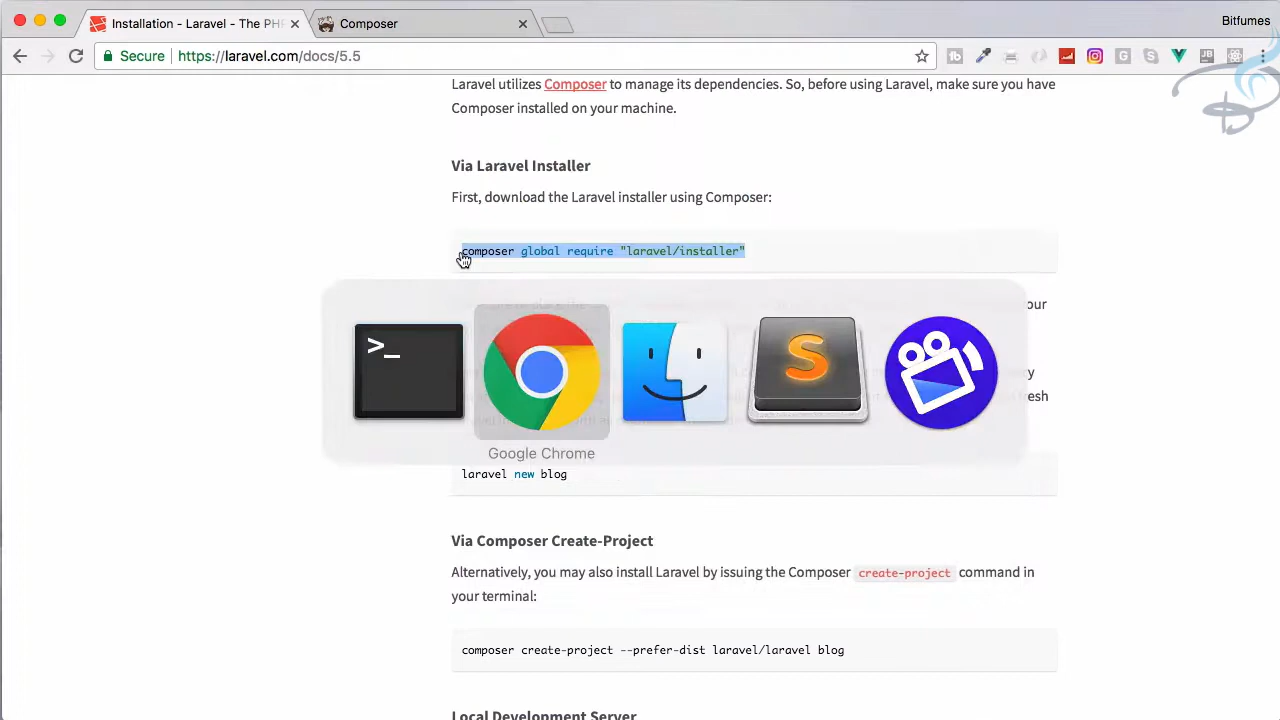 Installation - Laravel - The PH
Composer
Bitfumes
Secure
https://laravel.com/docs/5.5
Laravel utilizes Composer to manage its dependencies. So, before using Laravel, make sure you have
Composer installed on your machine.
Via Laravel Installer
First, download the Laravel installer using Composer:
composer global require "laravel/installer"
our
>_
S
Google Chrome
laravel new blog
Via Composer Create-Project
Alternatively, you may also install Laravel by issuing the Composer create-project command in
your terminal:
composer create-project --prefer-dist laravel/laravel blog
Local Development Server